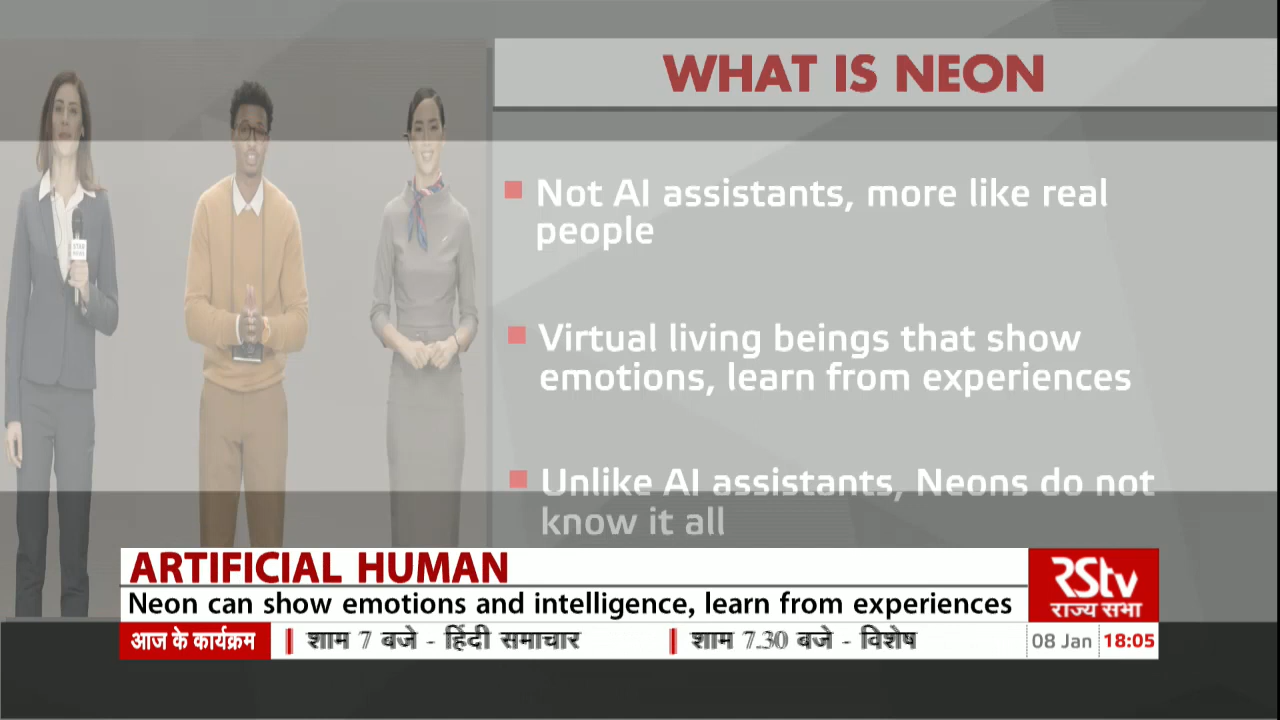 WHAT IS NEON
Not AI assistants, more like real
people
Virtual living beings that show
emotions, learn from experiences
Unlike AI assistants, Neons do not
know it all
ARTIFICIAL HUMAN
Neon can show emotions and intelligence, learn from experiences
RStv
राज्य सभा
आज के कार्यक्रम
शाम 7 बजे - हिंदी समाचार
शाम 7.30 बजे - विशेष
08 Jan
18:05